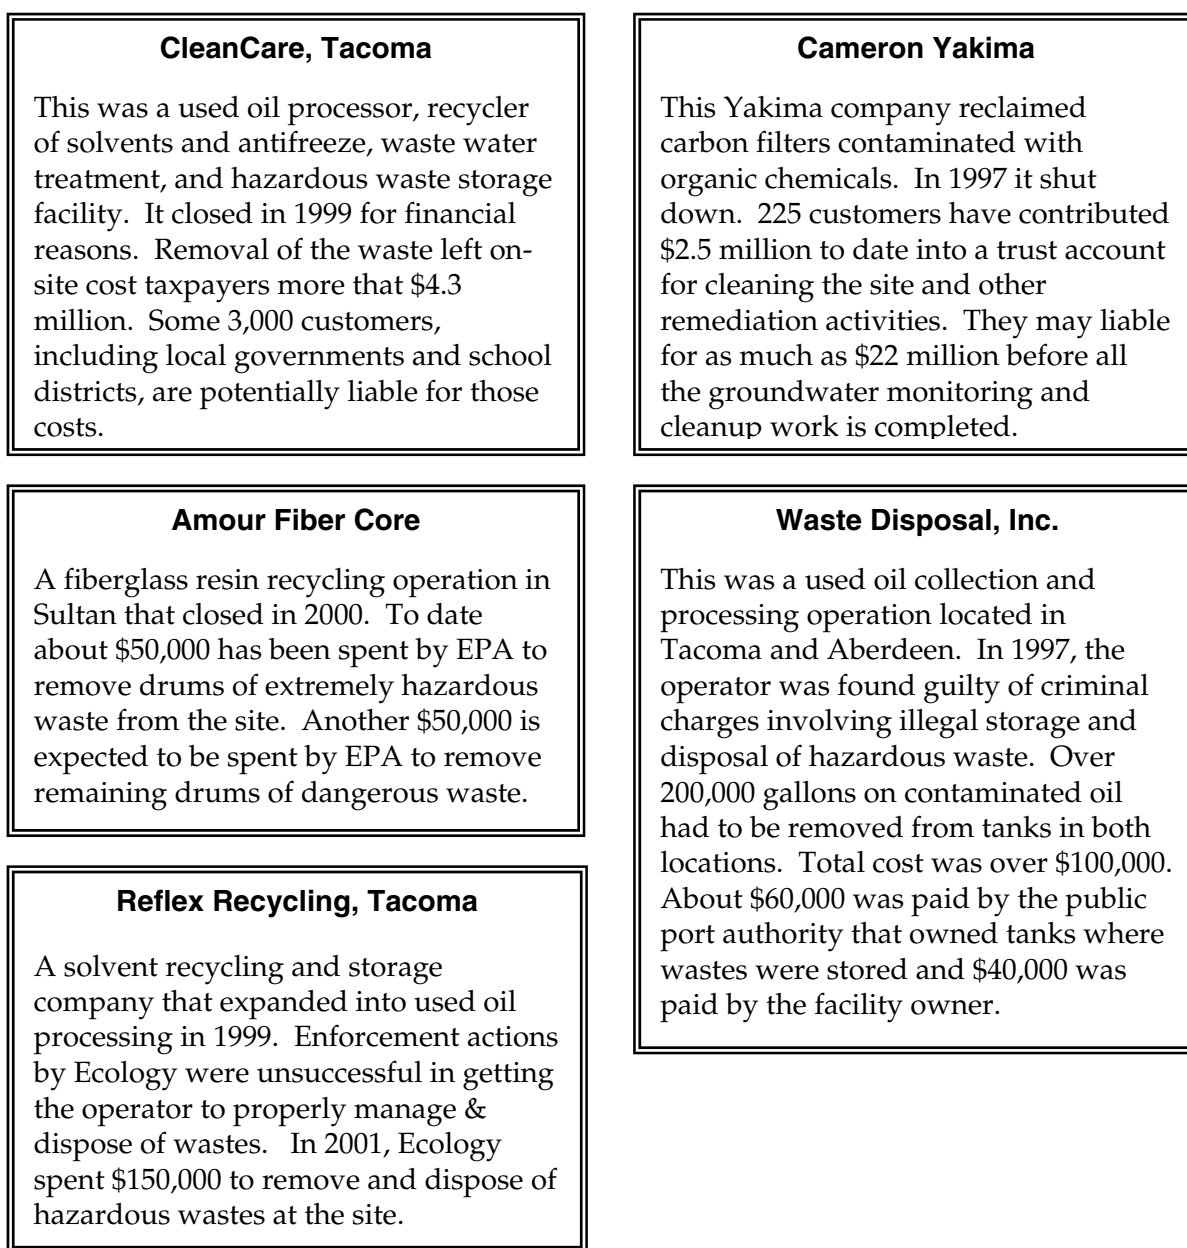 CleanCare, Tacoma
This was a used oil processor, recycler
of solvents and antifreeze, waste water
treatment, and hazardous waste storage
facility.  It closed in 1999 for financial
reasons.  Removal of the waste left on-
site cost taxpayers more that $4.3
million.  Some 3,000 customers,
including local governments and school
districts, are potentially liable for those
costs.
Cameron Yakima
This Yakima company reclaimed
carbon filters contaminated with
organic chemicals.  In 1997 it shut
down.  225 customers have contributed
$2.5 million to date into a trust account
for cleaning the site and other
remediation activities.  They may liable
for as much as $22 million before all
the groundwater monitoring and
cleanup work is completed.
Amour Fiber Core
A fiberglass resin recycling operation in
Sultan that closed in 2000.  To date
about $50,000 has been spent by EPA to
remove drums of extremely hazardous
waste from the site.  Another $50,000 is
expected to be spent by EPA to remove
remaining drums of dangerous waste.
Waste Disposal, Inc.
This was a used oil collection and
processing operation located in
Tacoma and Aberdeen.  In 1997, the
operator was found guilty of criminal
charges involving illegal storage and
disposal of hazardous waste.  Over
200,000 gallons on contaminated oil
had to be removed from tanks in both
locations.  Total cost was over $100,000.
About $60,000 was paid by the public
port authority that owned tanks where
wastes were stored and $40,000 was
paid by the facility owner.
Reflex Recycling, Tacoma
A solvent recycling and storage
company that expanded into used oil
processing in 1999.  Enforcement actions
by Ecology were unsuccessful in getting
the operator to properly manage &
dispose of wastes.   In 2001, Ecology
spent $150,000 to remove and dispose of
hazardous wastes at the site.